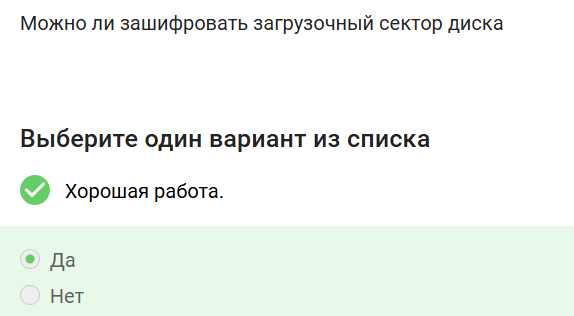 Можно ли зашифровать загрузочный сектор диска
Выберите один вариант из списка
Хорошая работа.
Да
Нет